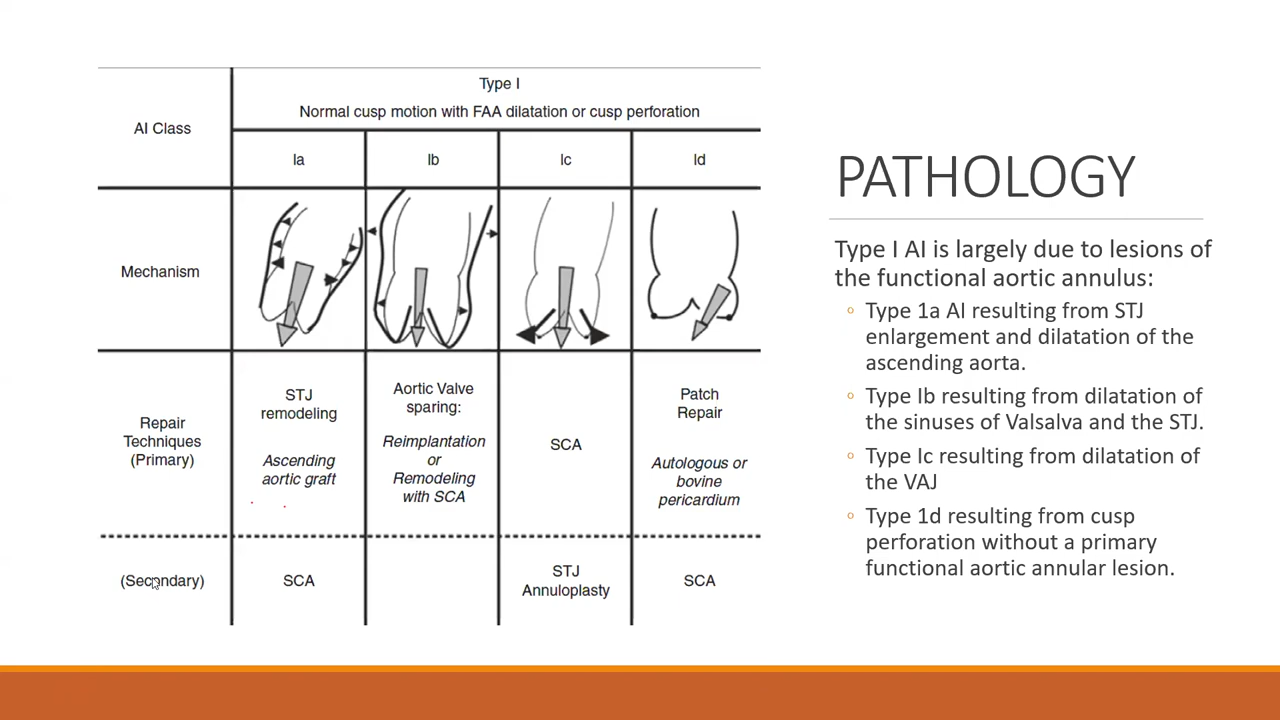 AI Class
Type I
Normal cusp motion with FAA dilatation or cusp perforation
Ia
Ib
Ic
Id
Mechanism
Repair
Techniques
(Primary)
STJ
remodeling
Ascending
aortic graft
Aortic Valve
sparing:
Reimplantation
or
Remodeling
with SCA
SCA
Patch
Repair
Autologous or
bovine
pericardium
(Secondary)
SCA
STJ
Annuloplasty
SCA
PATHOLOGY
Type I AI is largely due to lesions of
the functional aortic annulus:
◦ Type 1a AI resulting from STJ
enlargement and dilatation of the
ascending aorta.
◦ Type Ib resulting from dilatation of
the sinuses of Valsalva and the STJ.
◦ Type Ic resulting from dilatation of
the VAJ
◦ Type 1d resulting from cusp
perforation without a primary
functional aortic annular lesion.